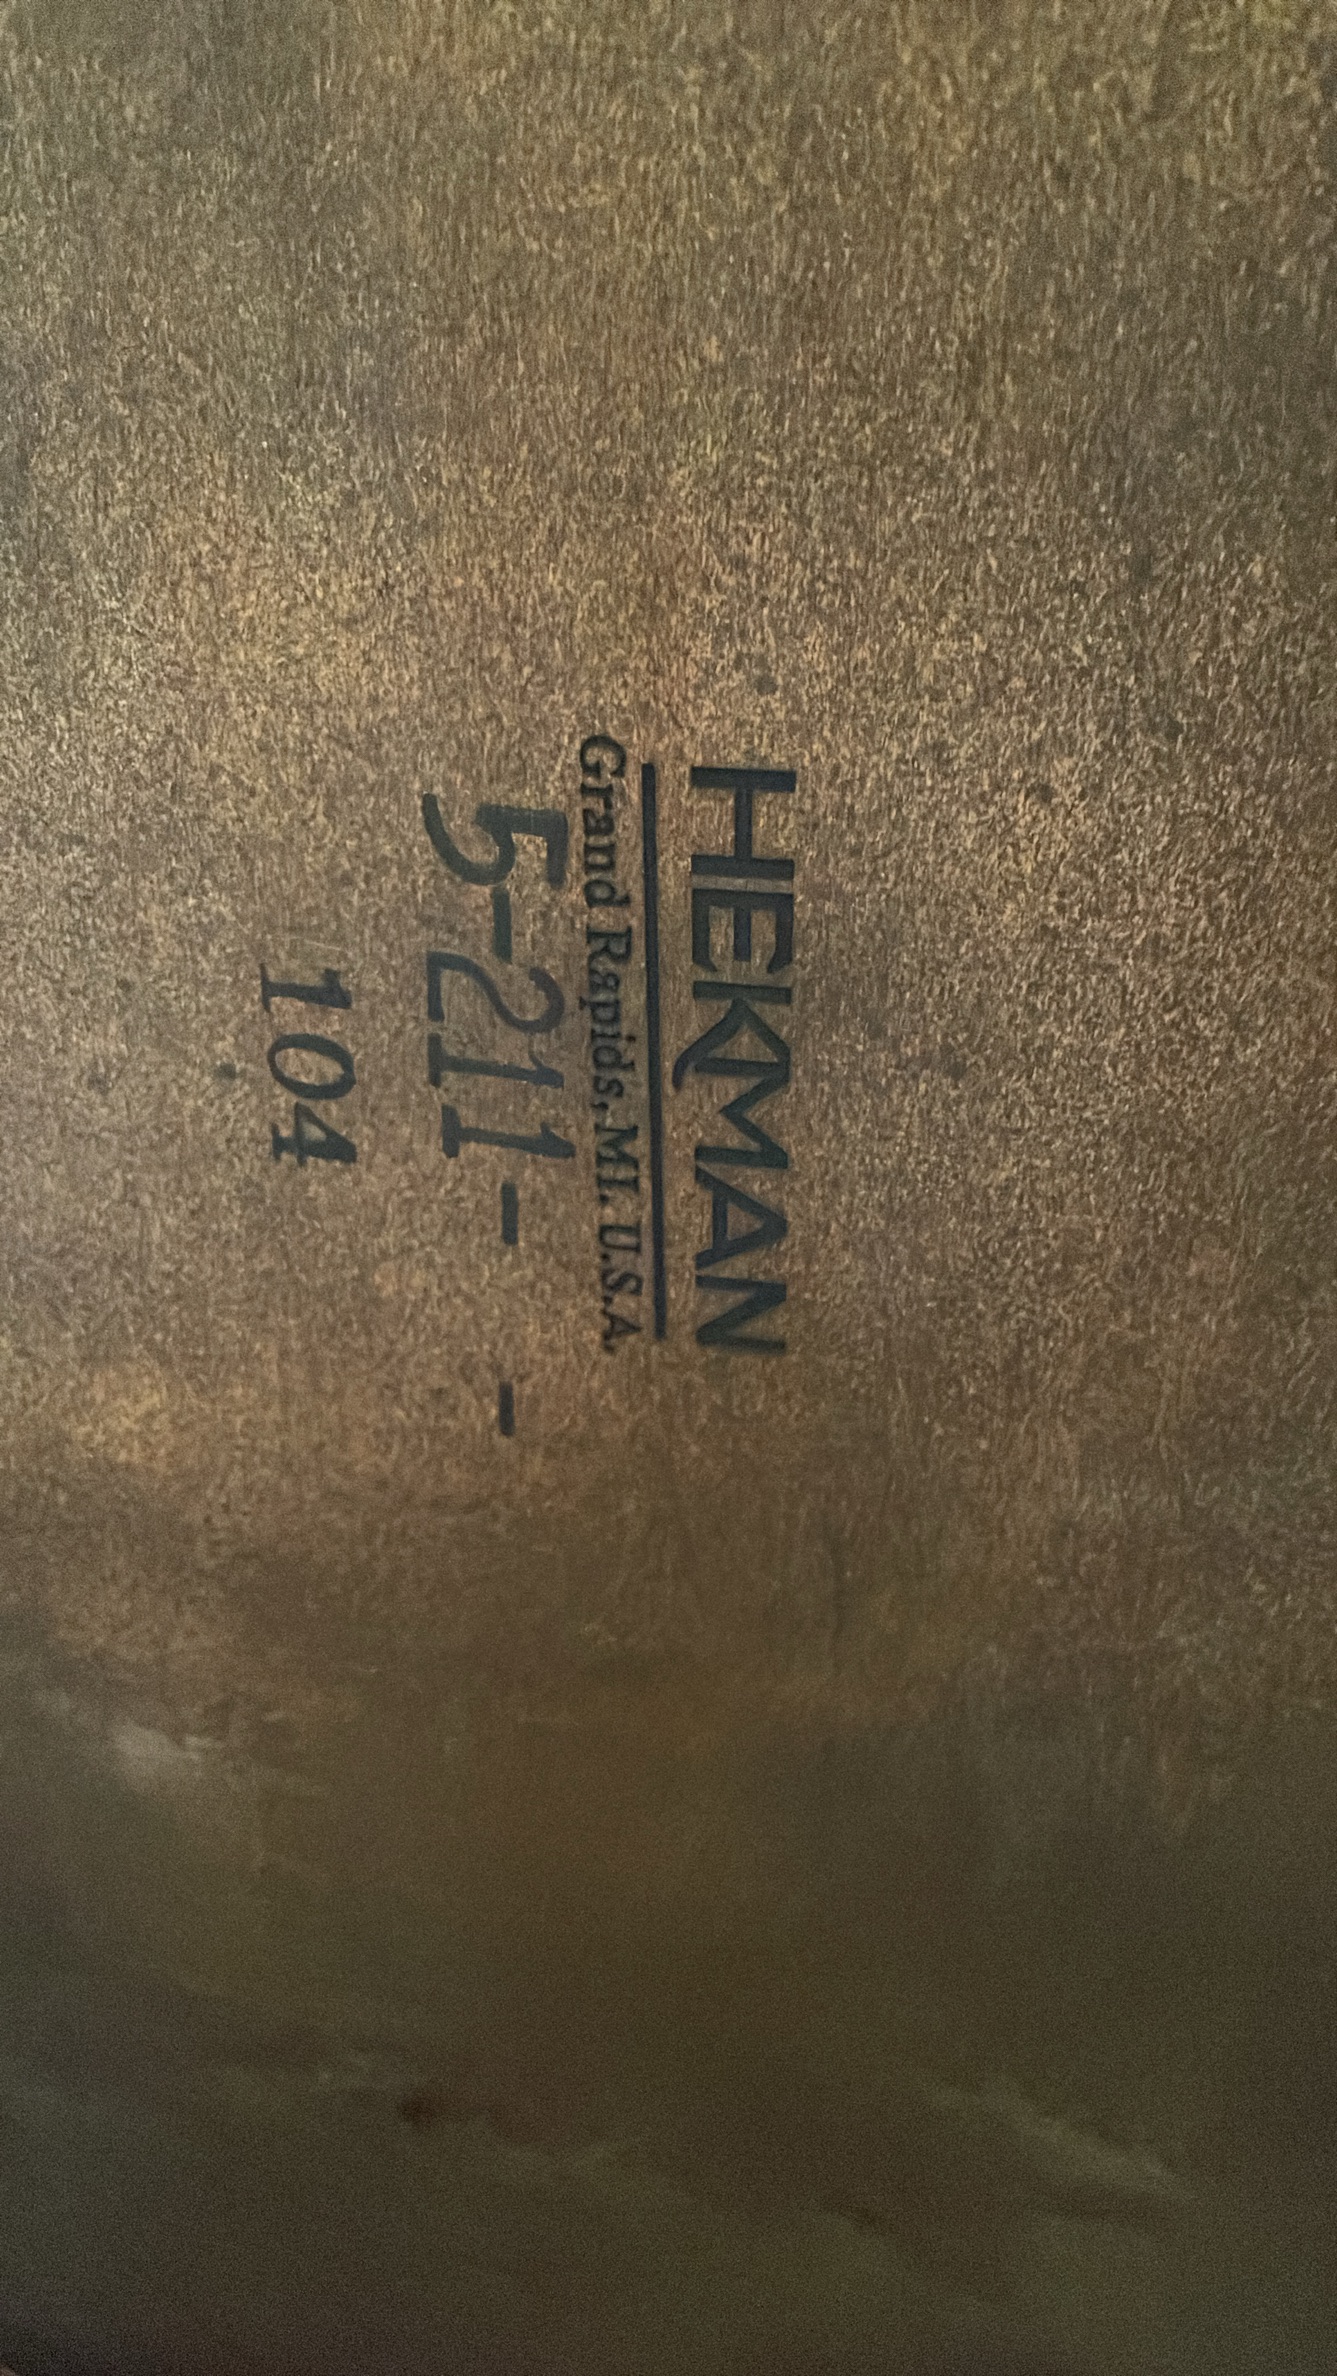 HEKMAN
Grand Rapids, MI. U.S.A.
5-211- -
104